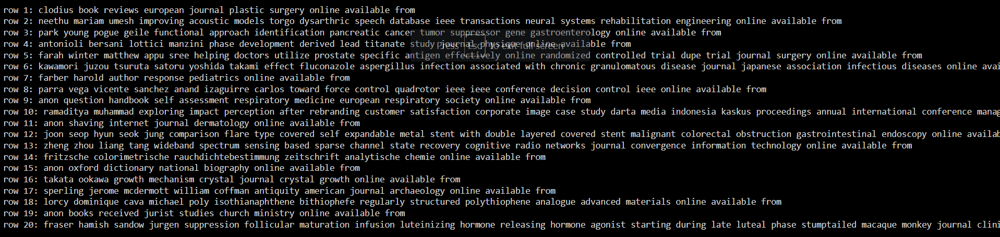 row 1: clodius book reviews european journal plastic surgery online available from
row 2: neethu mariam umesh improving acoustic models torgo dysarthric speech database ieee transactions neural systems rehabilitation engineering online available from
row 3: park young pogue geile functional approach identification pancreatic cancer tumor suppressor gene gastroenterology online available from
row 4: antonioli bersani lottici manzini phase development derived lead titanate study journal physique online available from
Press Esc to exit full screen
row 5: farah winter matthew appu sree helping doctors utilize prostate specific antigen effectively online randomized controlled trial dupe trial journal surgery online available from
row 6: kawamori juzou tsuruta satoru yoshida takami effect fluconazole aspergillus infection associated with chronic granulomatous disease journal japanese association infectious diseases online avai
row 7: farber harold author response pediatrics online available from
row 8: parra vega vicente sanchez anand izaguirre carlos toward force control quadrotor ieee ieee conference decision control ieee online available from
row 9: anon question handbook self assessment respiratory medicine european respiratory society online available from
row 10: ramaditya muhammad exploring impact perception after rebranding customer satisfaction corporate image case study darta media indonesia kaskus proceedings annual international conference manag
row 11: anon shaving internet journal dermatology online available from
row 12: joon seop hyun seok jung comparison flare type covered self expandable metal stent with double layered covered stent malignant colorectal obstruction gastrointestinal endoscopy online availab
row 13: zheng zhou liang tang wideband spectrum sensing based sparse channel state recovery cognitive radio networks journal convergence information technology online available from
row 14: fritzsche colorimetrische rauchdichtebestimmung zeitschrift analytische chemie online available from
row 15: anon oxford dictionary national biography online available from
row 16: takata ookawa growth mechanism crystal journal crystal growth online available from
row 17: sperling jerome mcdermott william coffman antiquity american journal archaeology online available from
row 18: lorcy dominique cava michael poly isothianaphthene bithiophefe regularly structured polythiophene analogue advanced materials online available from
row 19: anon books received jurist studies church ministry online available from
row 20: fraser hamish sandow jurgen suppression follicular maturation infusion luteinizing hormone releasing hormone agonist starting during late luteal phase stumptailed macaque monkey journal clini